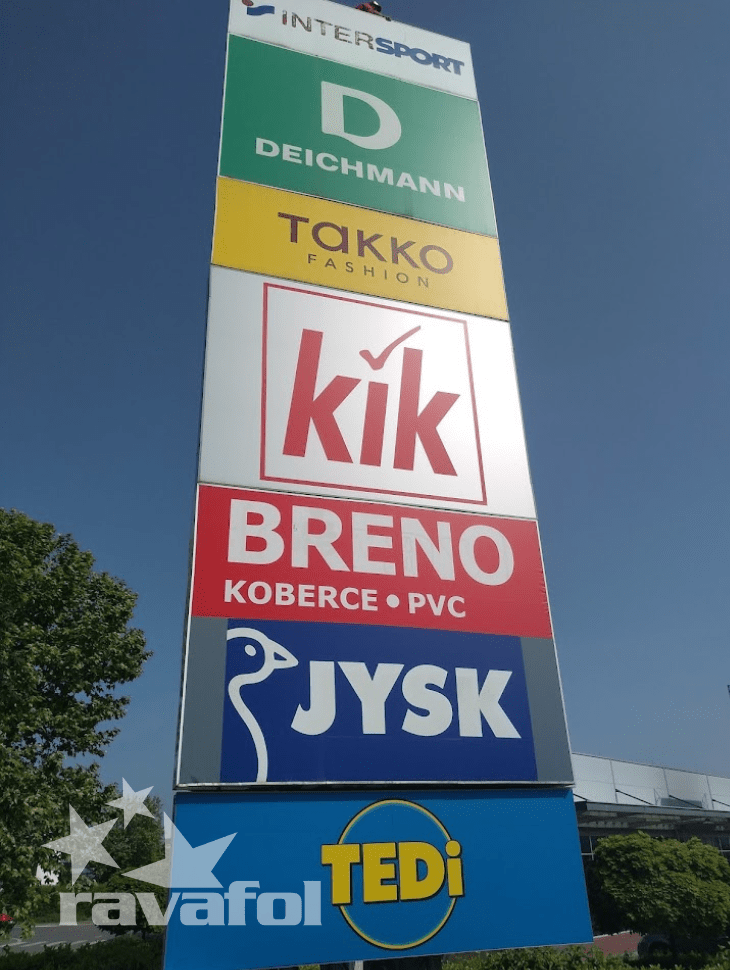 INTERSPORT
D
DEICHMANN
TAKKO
FASHION
kik
BRENO
KOBERCE • PVC
JYSK
TEDi
ravafol